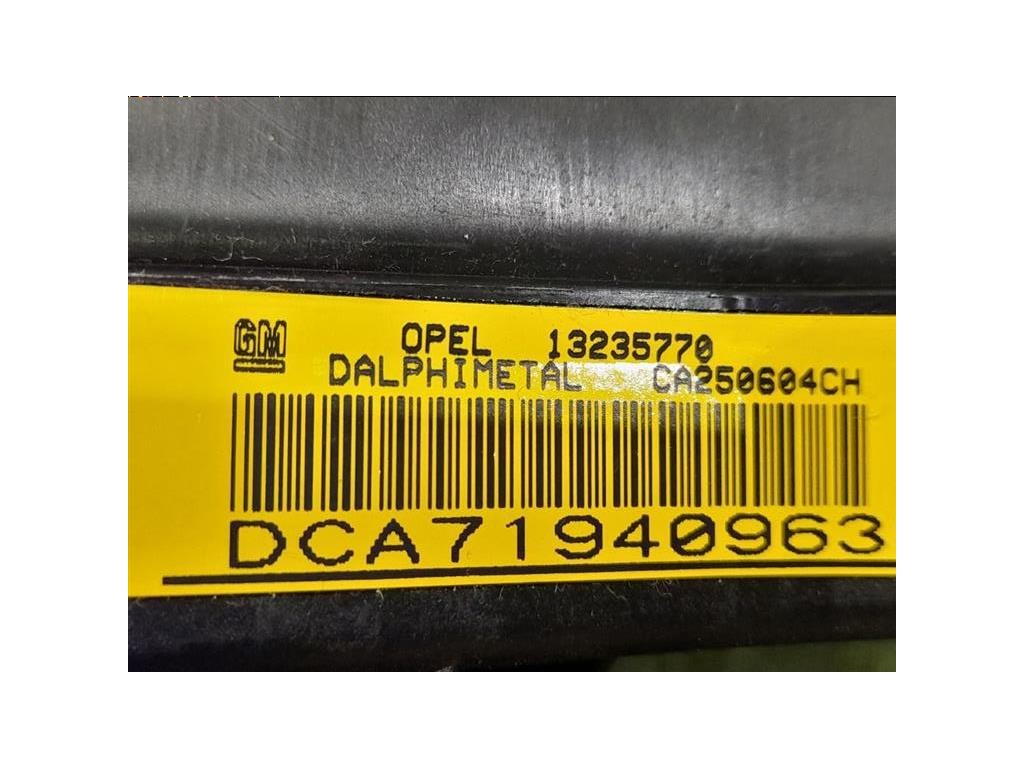 GM OPEL 13235770
DALPHIMETAL CA250604CH
DCA71940963